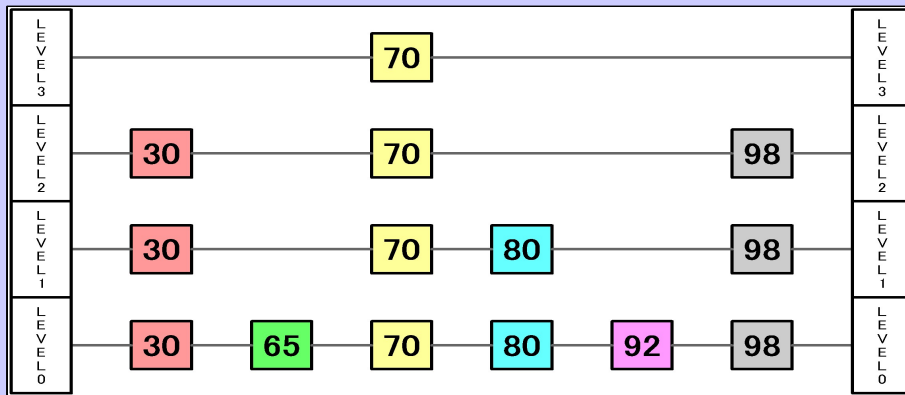 LEVEL3 70 LEVEL3
LEVEL2 30 70 98 LEVEL2
LEVEL1 30 70 80 98 LEVEL1
LEVEL0 30 65 70 80 92 98 LEVEL0